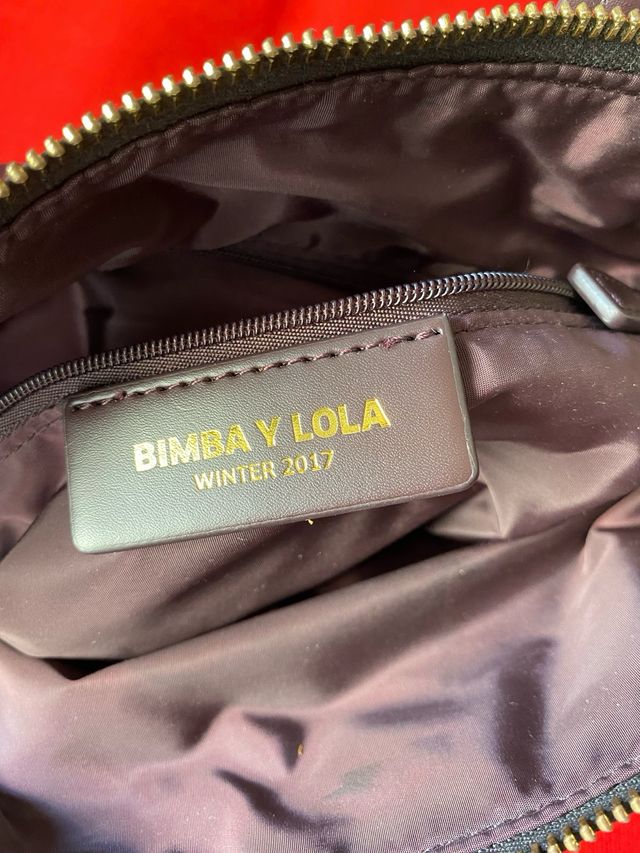 BIMBA Y LOLA
WINTER 2017